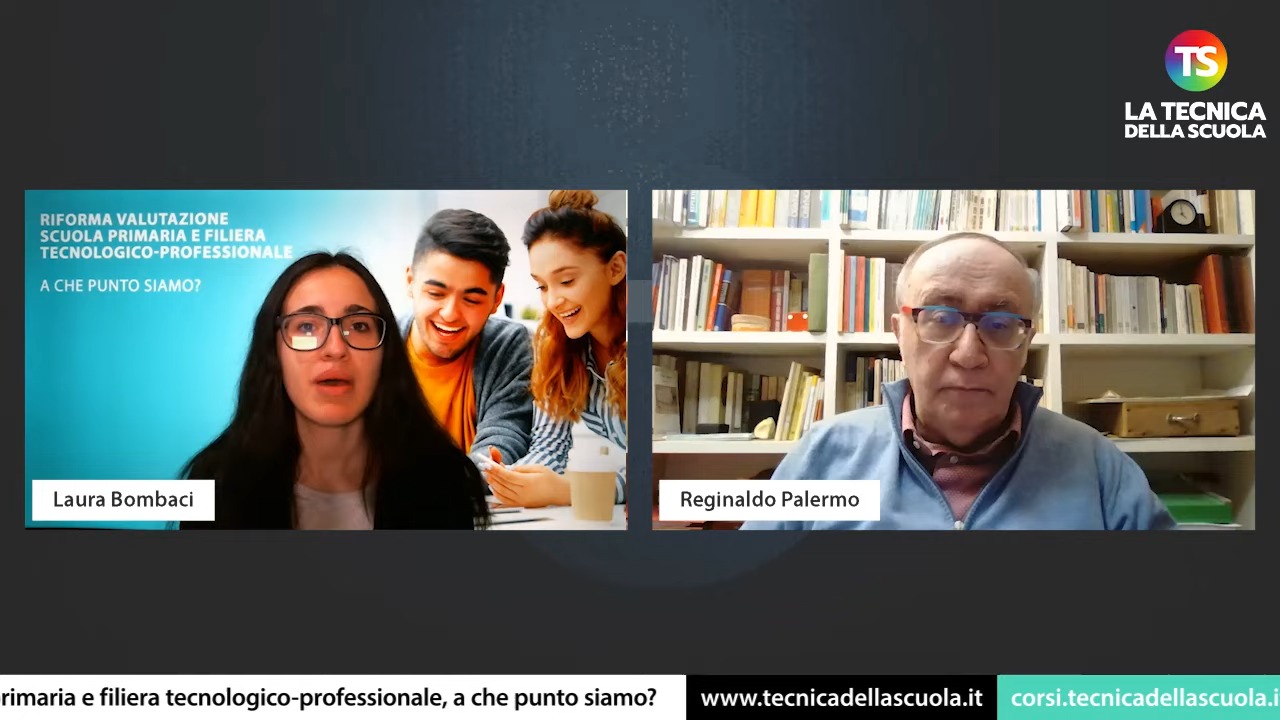 TS
LA TECNICA
DELLA SCUOLA
RIFORMA VALUTAZIONE
SCUOLA PRIMARIA E FILIERA
TECNOLOGICO-PROFESSIONALE
A CHE PUNTO SIAMO?
Laura Bombaci
Reginaldo Palermo
primaria e filiera tecnologico-professionale, a che punto siamo?
www.tecnicadellascuola.it
corsi.tecnicadellascuola.it